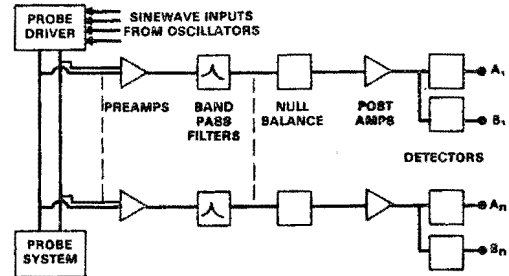 PROBE
DRIVER
SINEWAVE INPUTS
FROM OSCILLATORS
PREAMPS
BAND
PASS
FILTERS
NULL
BALANCE
POST
AMPS
DETECTORS
A₁
B₁
PROBE
SYSTEM
An
Bn